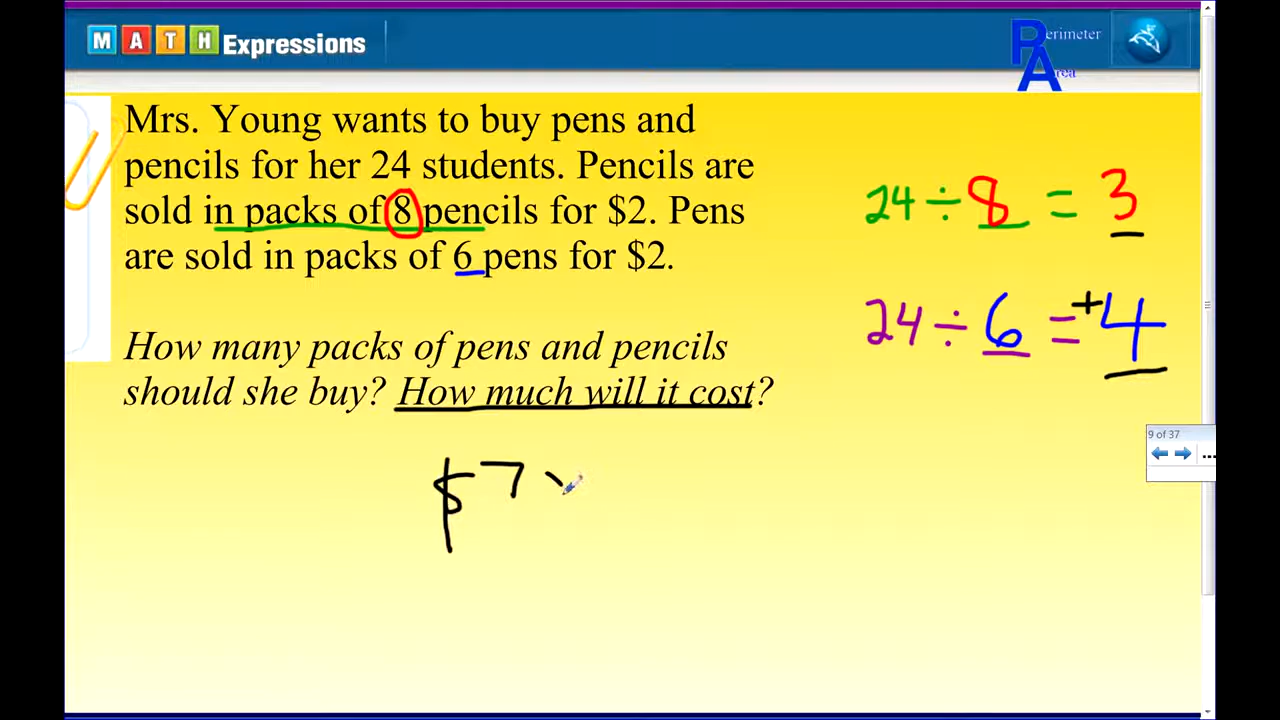 MATH Expressions
Perimeter
Area
Mrs. Young wants to buy pens and
pencils for her 24 students. Pencils are
sold in packs of 8 pencils for $2. Pens
are sold in packs of 6 pens for $2.
How many packs of pens and pencils
should she buy? How much will it cost?
24 ÷ 8 = 3
24 ÷ 6 = +4
$7
9 of 37
...